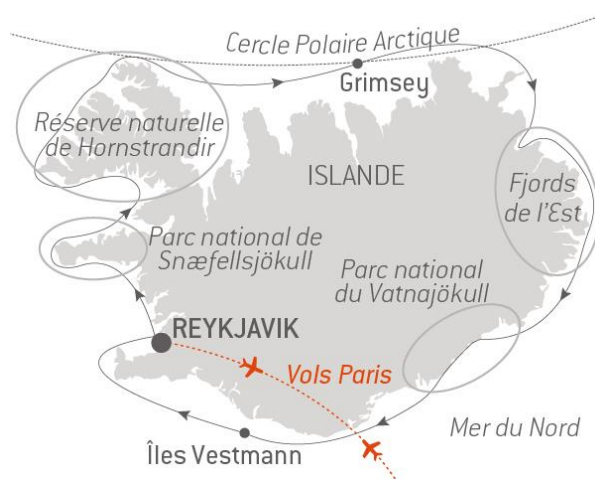 Cercle Polaire Arctique
Grimsey
Réserve naturelle
de Hornstrandir
ISLANDE
Fjords
de l'Est
Parc national de
Snæfellsjökull
Parc national
du Vatnajökull
REYKJAVIK
Vols Paris
Mer du Nord
Îles Vestmann